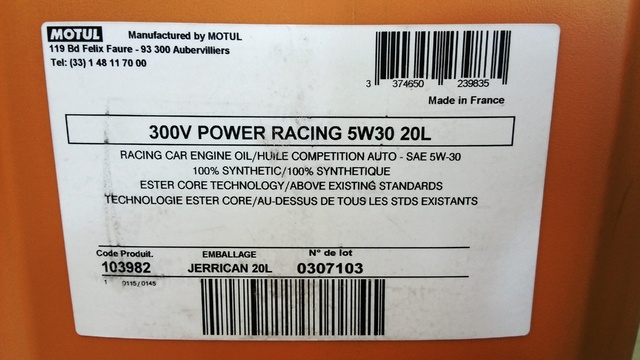 MOTUL Manufactured by MOTUL
119 Bd Felix Faure - 93 300 Aubervilliers
Tel: (33) 1 48 11 70 00
3 374650 239835
Made in France
300V POWER RACING 5W30 20L
RACING CAR ENGINE OIL/HUILE COMPETITION AUTO - SAE 5W-30
100% SYNTHETIC/100% SYNTHETIQUE
ESTER CORE TECHNOLOGY/ABOVE EXISTING STANDARDS
TECHNOLOGIE ESTER CORE/AU-DESSUS DE TOUS LES STDS EXISTANTS
Code Produit. EMBALLAGE N° de lot
103982 JERRICAN 20L 0307103
1 0115/0145